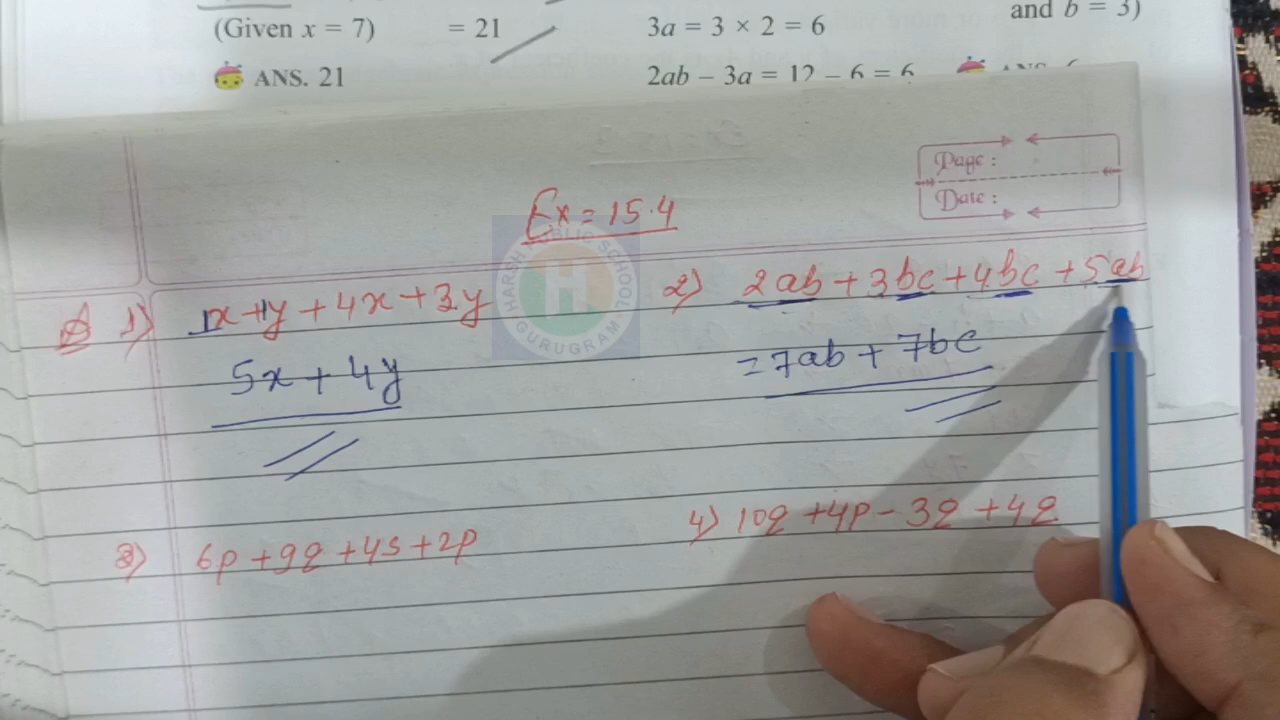 (Given x = 7) = 21
3a = 3 × 2 = 6
and b = 3)
ANS. 21
2ab – 3a = 12 – 6 = 6
Page :
Date :
Ex = 15.4
1) 1x + 1y + 4x + 3y
5x + 4y
2) 2ab + 3bc + 4bc + 5ab
= 7ab + 7bc
3) 6p + 9q + 4s + 2p
4) 10q + 4p - 3q + 4q
HARSH PUBLIC SCHOOL
H
GURUGRAM